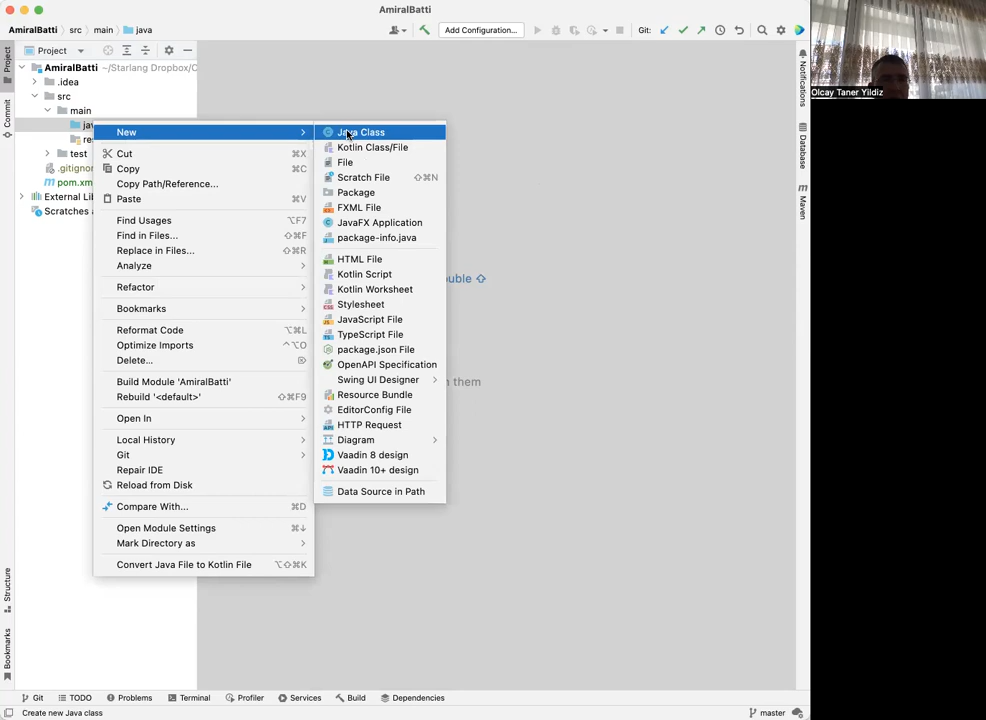 AmiralBatti
AmiralBatti
src
main
java
Add Configuration...
Git:
Project
AmiralBatti ~/Starlang Dropbox/C
.idea
src
main
test
.gitignor
pom.xm
External Lib
Scratches a
New
Cut ⌘X
Copy ⌘C
Copy Path/Reference...
Paste ⌘V
Find Usages ⌥F7
Find in Files... ⇧⌘F
Replace in Files... ⇧⌘R
Analyze
Refactor
Bookmarks
Reformat Code ⌥⌘L
Optimize Imports ^⌥O
Delete... ⌦
Build Module 'AmiralBatti'
Rebuild '<default>' ⇧⌘F9
Open In
Local History
Git
Repair IDE
Reload from Disk
Compare With... ⌘D
Open Module Settings ⌘↓
Mark Directory as
Convert Java File to Kotlin File ⌥⇧⌘K
Java Class
Kotlin Class/File
File
Scratch File ⇧⌘N
Package
FXML File
JavaFX Application
package-info.java
HTML File
Kotlin Script
Kotlin Worksheet
Stylesheet
JavaScript File
TypeScript File
package.json File
OpenAPI Specification
Swing UI Designer
Resource Bundle
EditorConfig File
HTTP Request
Diagram
Vaadin 8 design
Vaadin 10+ design
Data Source in Path
ouble ⇧
them
Project
Commit
Structure
Bookmarks
Notifications
Database
Maven
Olcay Taner Yildiz
Git
TODO
Problems
Terminal
Profiler
Services
Build
Dependencies
Create new Java class
master